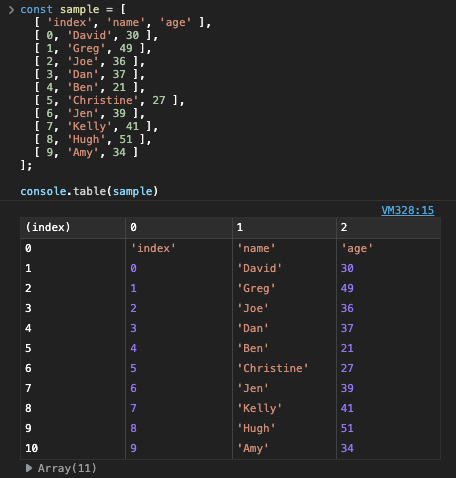 const sample = [
[ 'index', 'name', 'age' ],
[ 0, 'David', 30 ],
[ 1, 'Greg', 49 ],
[ 2, 'Joe', 36 ],
[ 3, 'Dan', 37 ],
[ 4, 'Ben', 21 ],
[ 5, 'Christine', 27 ],
[ 6, 'Jen', 39 ],
[ 7, 'Kelly', 41 ],
[ 8, 'Hugh', 51 ],
[ 9, 'Amy', 34 ]
];
console.table(sample)
VM328:15
(index) 0 1 2
0 'index' 'name' 'age'
1 0 'David' 30
2 1 'Greg' 49
3 2 'Joe' 36
4 3 'Dan' 37
5 4 'Ben' 21
6 5 'Christine' 27
7 6 'Jen' 39
8 7 'Kelly' 41
9 8 'Hugh' 51
10 9 'Amy' 34
Array(11)